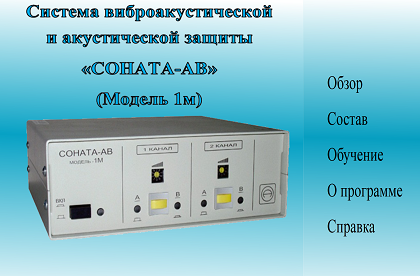 Система виброакустической
и акустической защиты
«СОНАТА-АВ»
(Модель 1м)
Обзор
Состав
Обучение
О программе
Справка
СОНАТА-АВ
МОДЕЛЬ 1М
1 КАНАЛ
2 КАНАЛ
ВКЛ
А В
А В